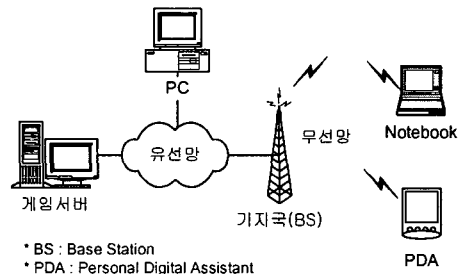 PC
유선망
무선망
Notebook
게임서버
기지국(BS)
PDA
* BS : Base Station
* PDA : Personal Digital Assistant